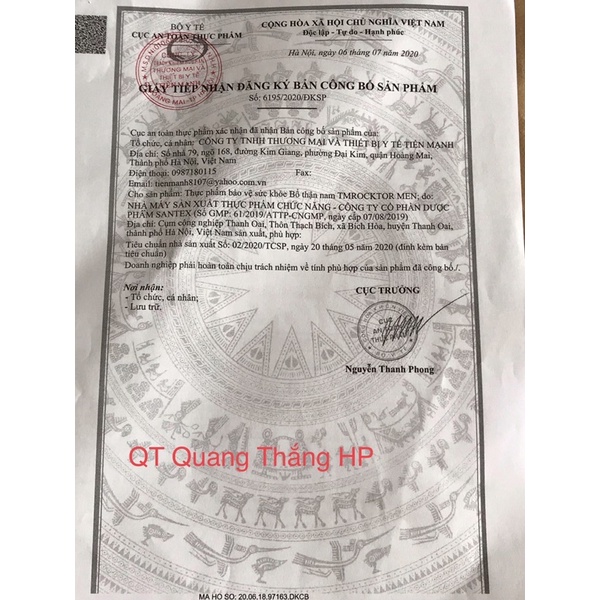 BỘ Y TẾ
CỤC AN TOÀN THỰC PHẨM
CỘNG HÒA XÃ HỘI CHỦ NGHĨA VIỆT NAM
Độc lập - Tự do - Hạnh phúc
Hà Nội, ngày 06 tháng 07 năm 2020
GIẤY TIẾP NHẬN ĐĂNG KÝ BẢN CÔNG BỐ SẢN PHẨM
Số: 6195/2020/ĐKSP
Cục an toàn thực phẩm xác nhận đã nhận Bản công bố sản phẩm của:
Tổ chức, cá nhân: CÔNG TY TNHH THƯƠNG MẠI VÀ THIẾT BỊ Y TẾ TIẾN MẠNH
Địa chỉ: Số nhà 79, ngõ 168, đường Kim Giang, phường Đại Kim, quận Hoàng Mai,
Thành phố Hà Nội, Việt Nam
Điện thoại: 0987180115 Fax:
Email: tienmanh8107@yahoo.com.vn
Cho sản phẩm: Thực phẩm bảo vệ sức khỏe Bổ thận nam TMROCKTOR MEN; do:
NHÀ MÁY SẢN XUẤT THỰC PHẨM CHỨC NĂNG - CÔNG TY CỔ PHẦN DƯỢC
PHẨM SANTEX (Số GMP: 61/2019/ATTP-CNGMP, ngày cấp 07/08/2019)
Địa chỉ: Cụm công nghiệp Thanh Oai, Thôn Thạch Bích, xã Bích Hòa, huyện Thanh Oai,
thành phố Hà Nội, Việt Nam sản xuất, phù hợp:
Tiêu chuẩn nhà sản xuất Số: 02/2020/TCSP, ngày 20 tháng 05 năm 2020 (đính kèm bản
tiêu chuẩn)
Doanh nghiệp phải hoàn toàn chịu trách nhiệm về tính phù hợp của sản phẩm đã công bố./.
Nơi nhận:
- Tổ chức, cá nhân;
- Lưu trữ.
CỤC TRƯỞNG
CỤC
AN TOÀN
THỰC PHẨM
Nguyễn Thanh Phong
QT Quang Thắng HP
MÃ HỒ SƠ: 20.06.18.97163.DKCB